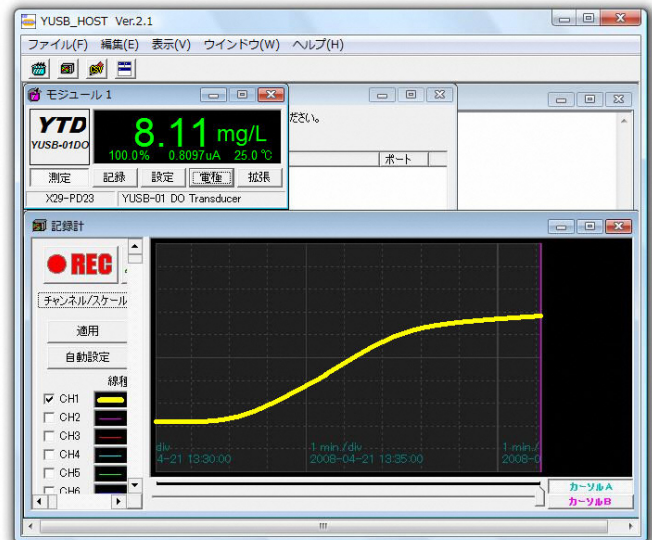 YUSB_HOST Ver.2.1
ファイル(F) 編集(E) 表示(V) ウインドウ(W) ヘルプ(H)
モジュール 1
YTD
YUSB-01DO
8.11 mg/L
100.0% 0.8097uA 25.0℃
測定 記録 設定 電極 拡張
X29-PD23 YUSB-01 DO Transducer
ださい。
ポート
記録計
REC
チャンネル/スケール
適用
自動設定
線種
CH1
CH2
CH3
CH4
CH5
CH6
div 1 min./div 1 min./
4-21 13:30:00 2008-04-21 13:35:00 2008-0
カーソルA
カーソルB